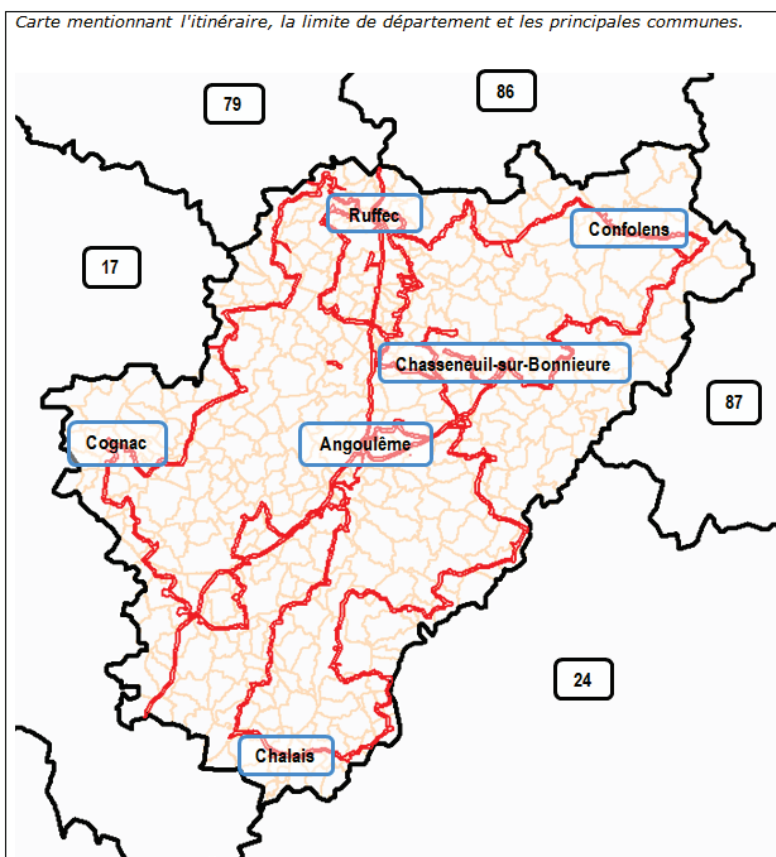 Carte mentionnant l'itinéraire, la limite de département et les principales communes.
79
86
Ruffec
Confolens
17
Chasseneuil-sur-Bonnieure
87
Cognac
Angoulême
24
Chalais